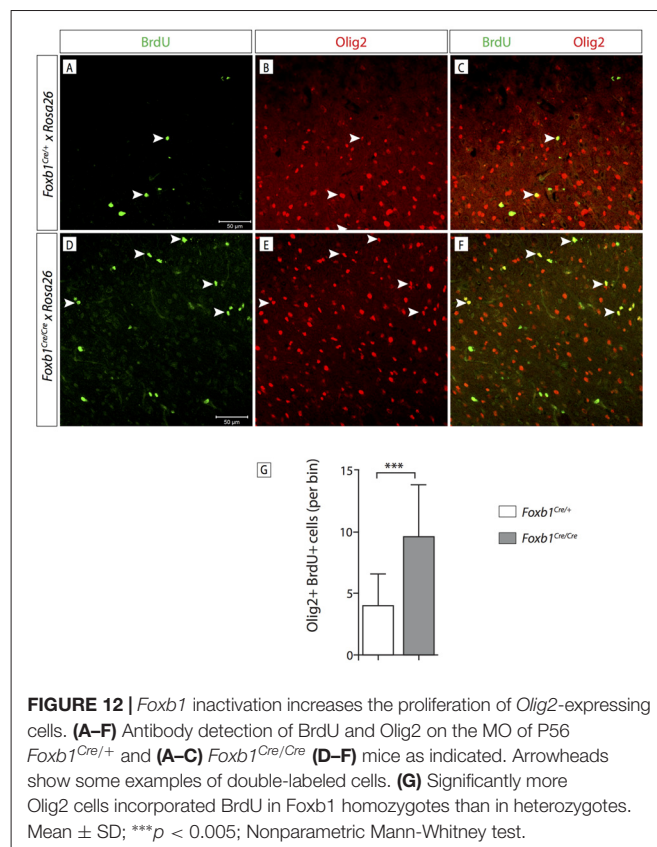 BrdU
Olig2
BrdU Olig2
Foxb1Cre/+ x Rosa26
A
B
C
50 µm
Foxb1Cre/Cre x Rosa26
D
E
F
50 µm
G
***
Olig2+ BrdU+ cells (per bin)
15
10
5
0
Foxb1Cre/+
Foxb1Cre/Cre
FIGURE 12 | Foxb1 inactivation increases the proliferation of Olig2-expressing
cells. (A–F) Antibody detection of BrdU and Olig2 on the MO of P56
Foxb1Cre/+ and (A–C) Foxb1Cre/Cre (D–F) mice as indicated. Arrowheads
show some examples of double-labeled cells. (G) Significantly more
Olig2 cells incorporated BrdU in Foxb1 homozygotes than in heterozygotes.
Mean ± SD; ***p < 0.005; Nonparametric Mann-Whitney test.